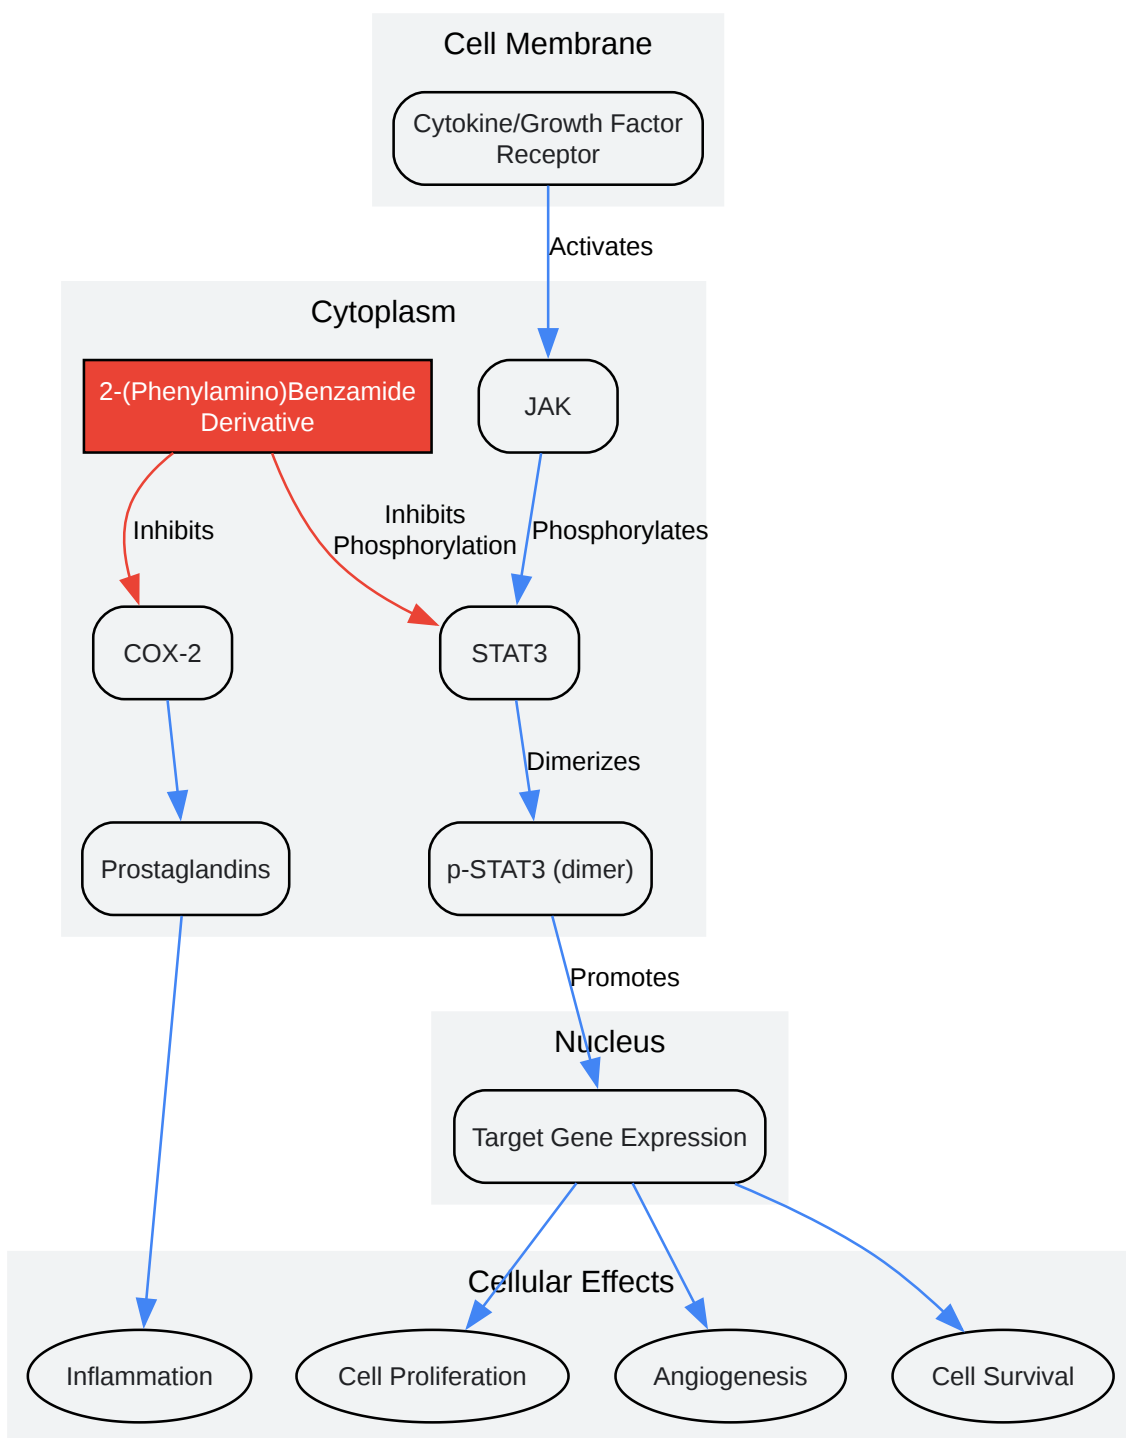 Cell Membrane
Cytokine/Growth Factor
Receptor
Activates
Cytoplasm
2-(Phenylamino)Benzamide
Derivative
JAK
Inhibits
Inhibits
Phosphorylation
Phosphorylates
COX-2
STAT3
Dimerizes
Prostaglandins
p-STAT3 (dimer)
Promotes
Nucleus
Target Gene Expression
Cellular Effects
Inflammation
Cell Proliferation
Angiogenesis
Cell Survival